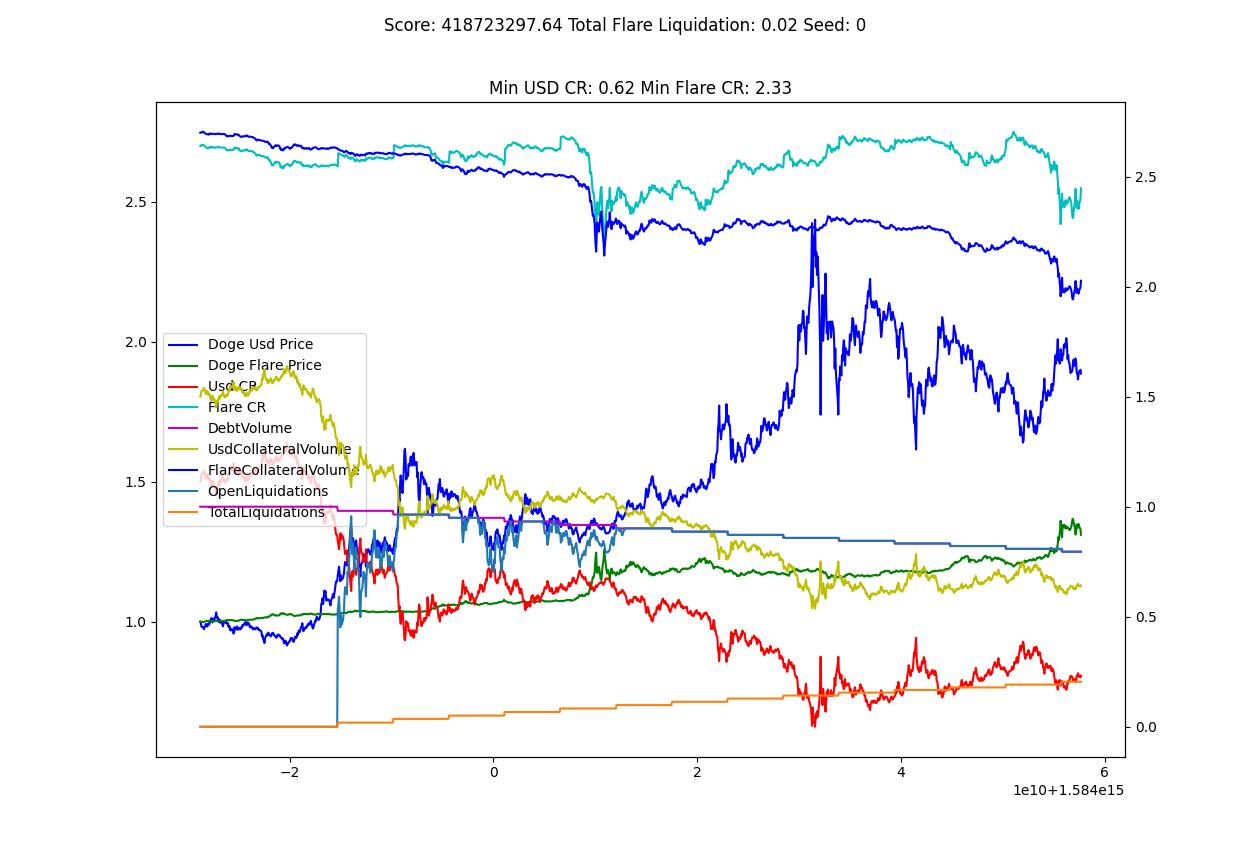 Score: 418723297.64 Total Flare Liquidation: 0.02 Seed: 0
Min USD CR: 0.62 Min Flare CR: 2.33
2.5
2.0
1.5
1.0
Doge Usd Price
Doge Flare Price
Usd CR
Flare CR
DebtVolume
UsdCollateralVolume
FlareCollateralVolume
OpenLiquidations
TotalLiquidations
2.5
2.0
1.5
1.0
0.5
0.0
−2 0 2 4 6
1e10+1.584e15